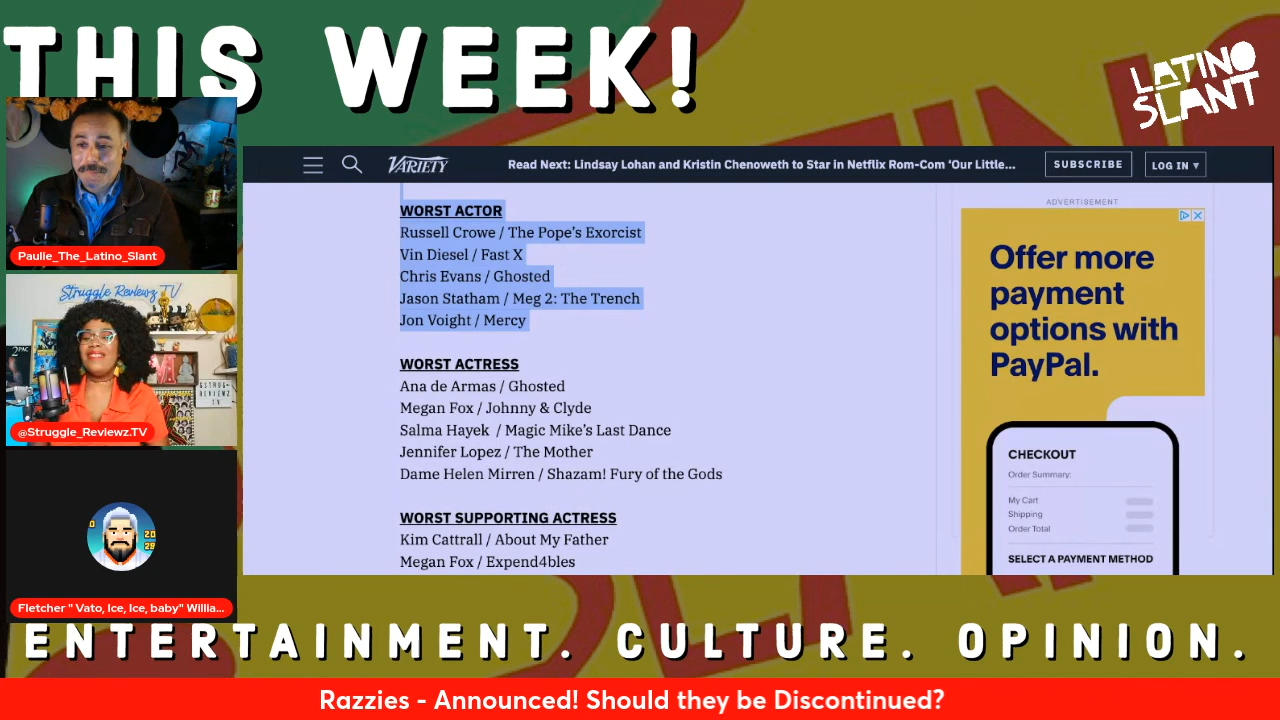 THIS WEEK!
LATINO
SLANT
Paulie_The_Latino_Slant
Struggle Reviewz TV
2PAC
@Struggle_Reviewz.TV
20
Fletcher " Vato, Ice, Ice, baby" Willia...
VARIETY
Read Next: Lindsay Lohan and Kristin Chenoweth to Star in Netflix Rom-Com 'Our Little...
SUBSCRIBE
LOG IN ▾
WORST ACTOR
Russell Crowe / The Pope's Exorcist
Vin Diesel / Fast X
Chris Evans / Ghosted
Jason Statham / Meg 2: The Trench
Jon Voight / Mercy
WORST ACTRESS
Ana de Armas / Ghosted
Megan Fox / Johnny & Clyde
Salma Hayek / Magic Mike's Last Dance
Jennifer Lopez / The Mother
Dame Helen Mirren / Shazam! Fury of the Gods
WORST SUPPORTING ACTRESS
Kim Cattrall / About My Father
Megan Fox / Expend4bles
ADVERTISEMENT
Offer more
payment
options with
PayPal.
CHECKOUT
Order Summary:
My Cart
Shipping
Order Total
SELECT A PAYMENT METHOD
ENTERTAINMENT. CULTURE. OPINION.
Razzies - Announced! Should they be Discontinued?